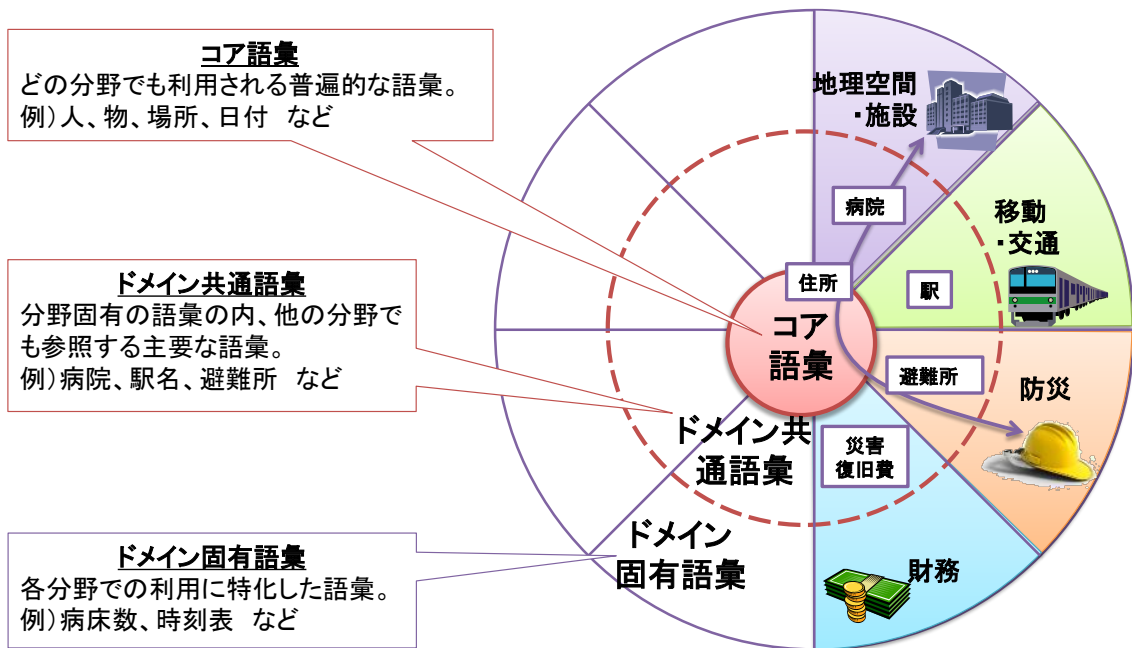 コア語彙
どの分野でも利用される普遍的な語彙。
例）人、物、場所、日付　など
ドメイン共通語彙
分野固有の語彙の内、他の分野で
も参照する主要な語彙。
例）病院、駅名、避難所　など
ドメイン固有語彙
各分野での利用に特化した語彙。
例）病床数、時刻表　など
地理空間
・施設
病院
移動
・交通
住所
駅
コア
語彙
避難所
防災
ドメイン共
通語彙
災害
復旧費
ドメイン
固有語彙
財務